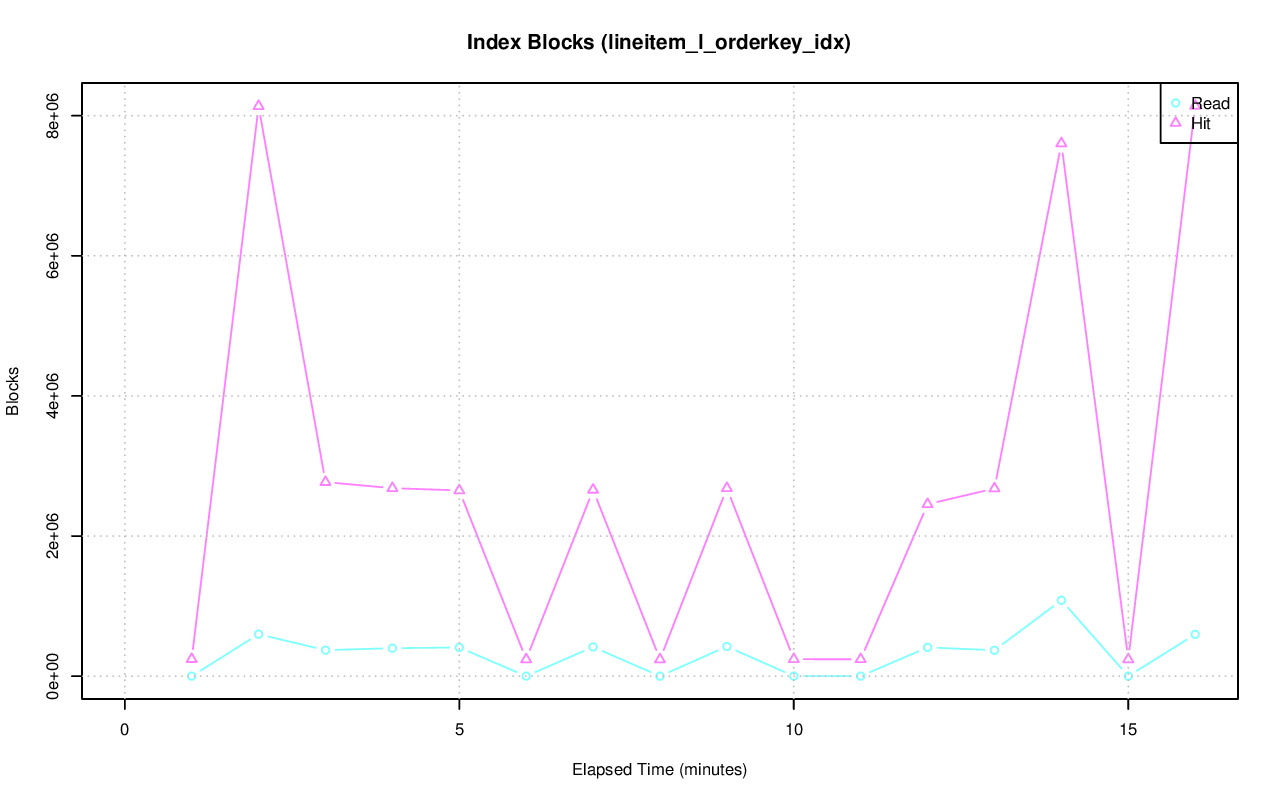 Index Blocks (lineitem_l_orderkey_idx)
Read
Hit
8e+06
6e+06
4e+06
2e+06
0e+00
Blocks
0
5
10
15
Elapsed Time (minutes)